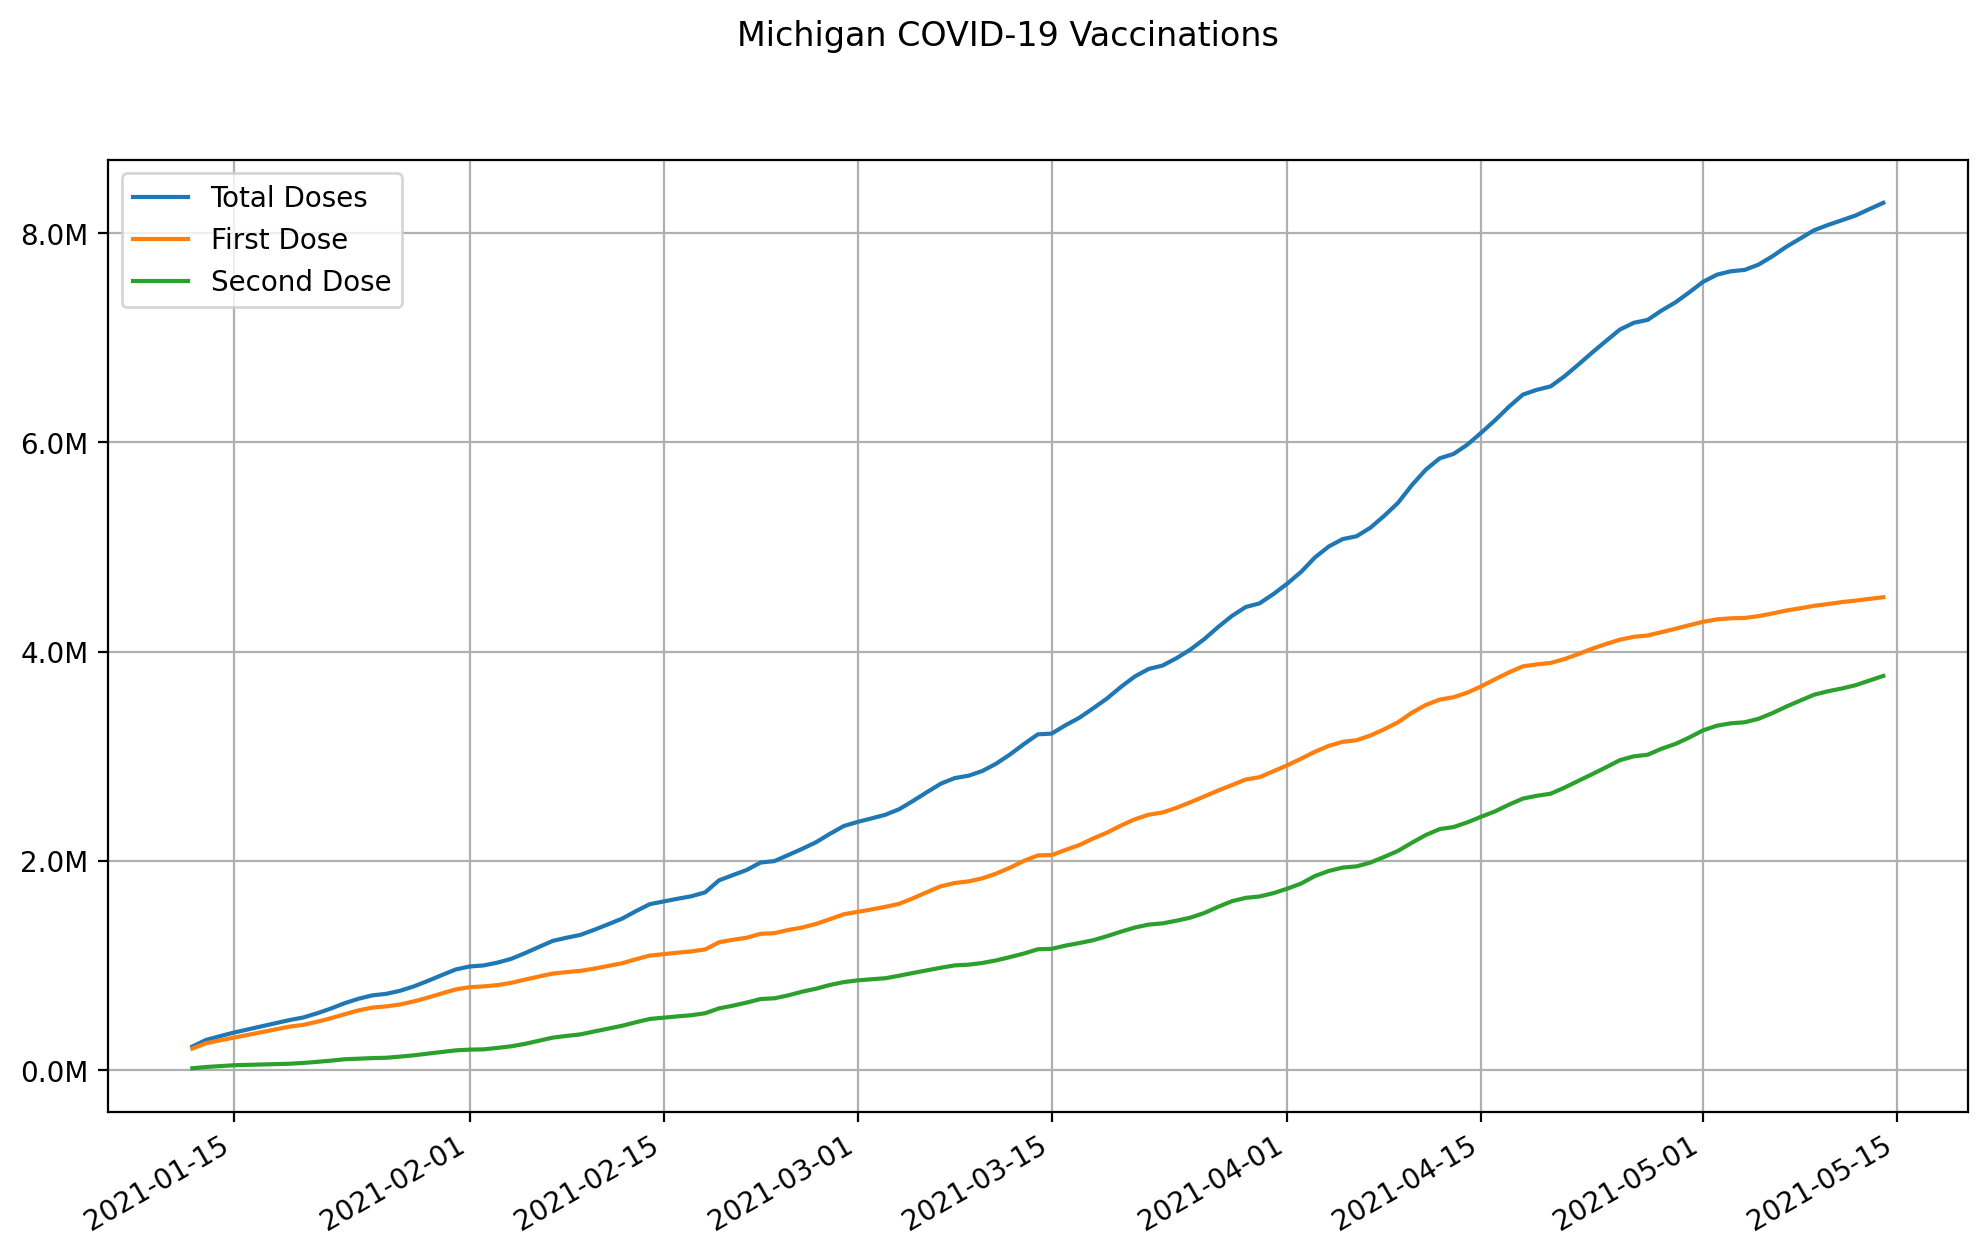 Michigan COVID-19 Vaccinations
Total Doses
First Dose
Second Dose
8.0M
6.0M
4.0M
2.0M
0.0M
2021-01-15
2021-02-01
2021-02-15
2021-03-01
2021-03-15
2021-04-01
2021-04-15
2021-05-01
2021-05-15